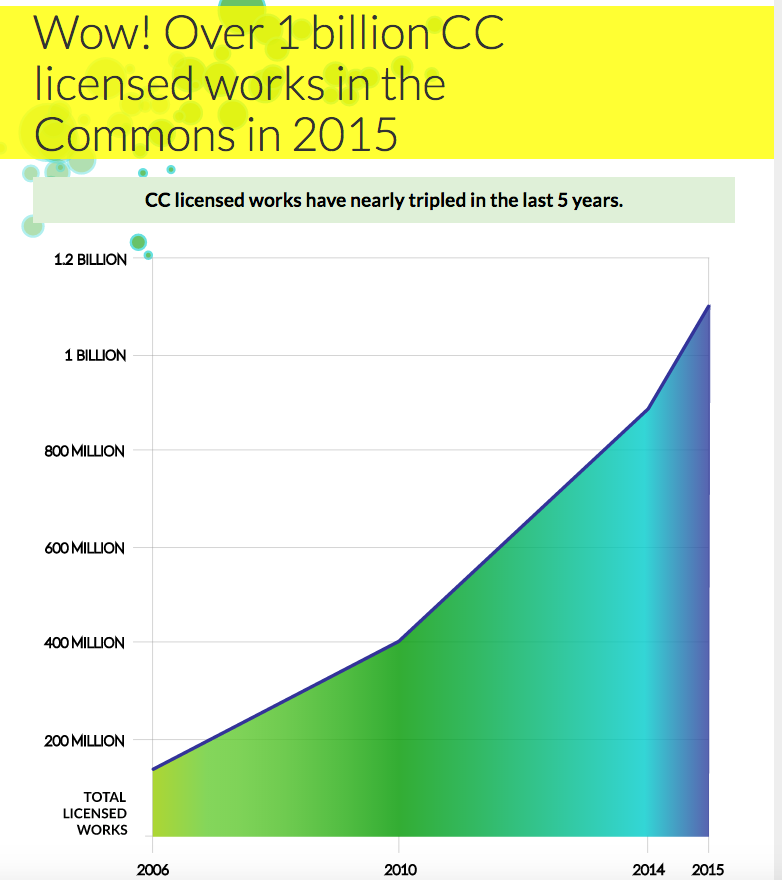 Wow! Over 1 billion CC
licensed works in the
Commons in 2015
CC licensed works have nearly tripled in the last 5 years.
1.2 BILLION
1 BILLION
800 MILLION
600 MILLION
400 MILLION
200 MILLION
TOTAL
LICENSED
WORKS
2006 2010 2014 2015